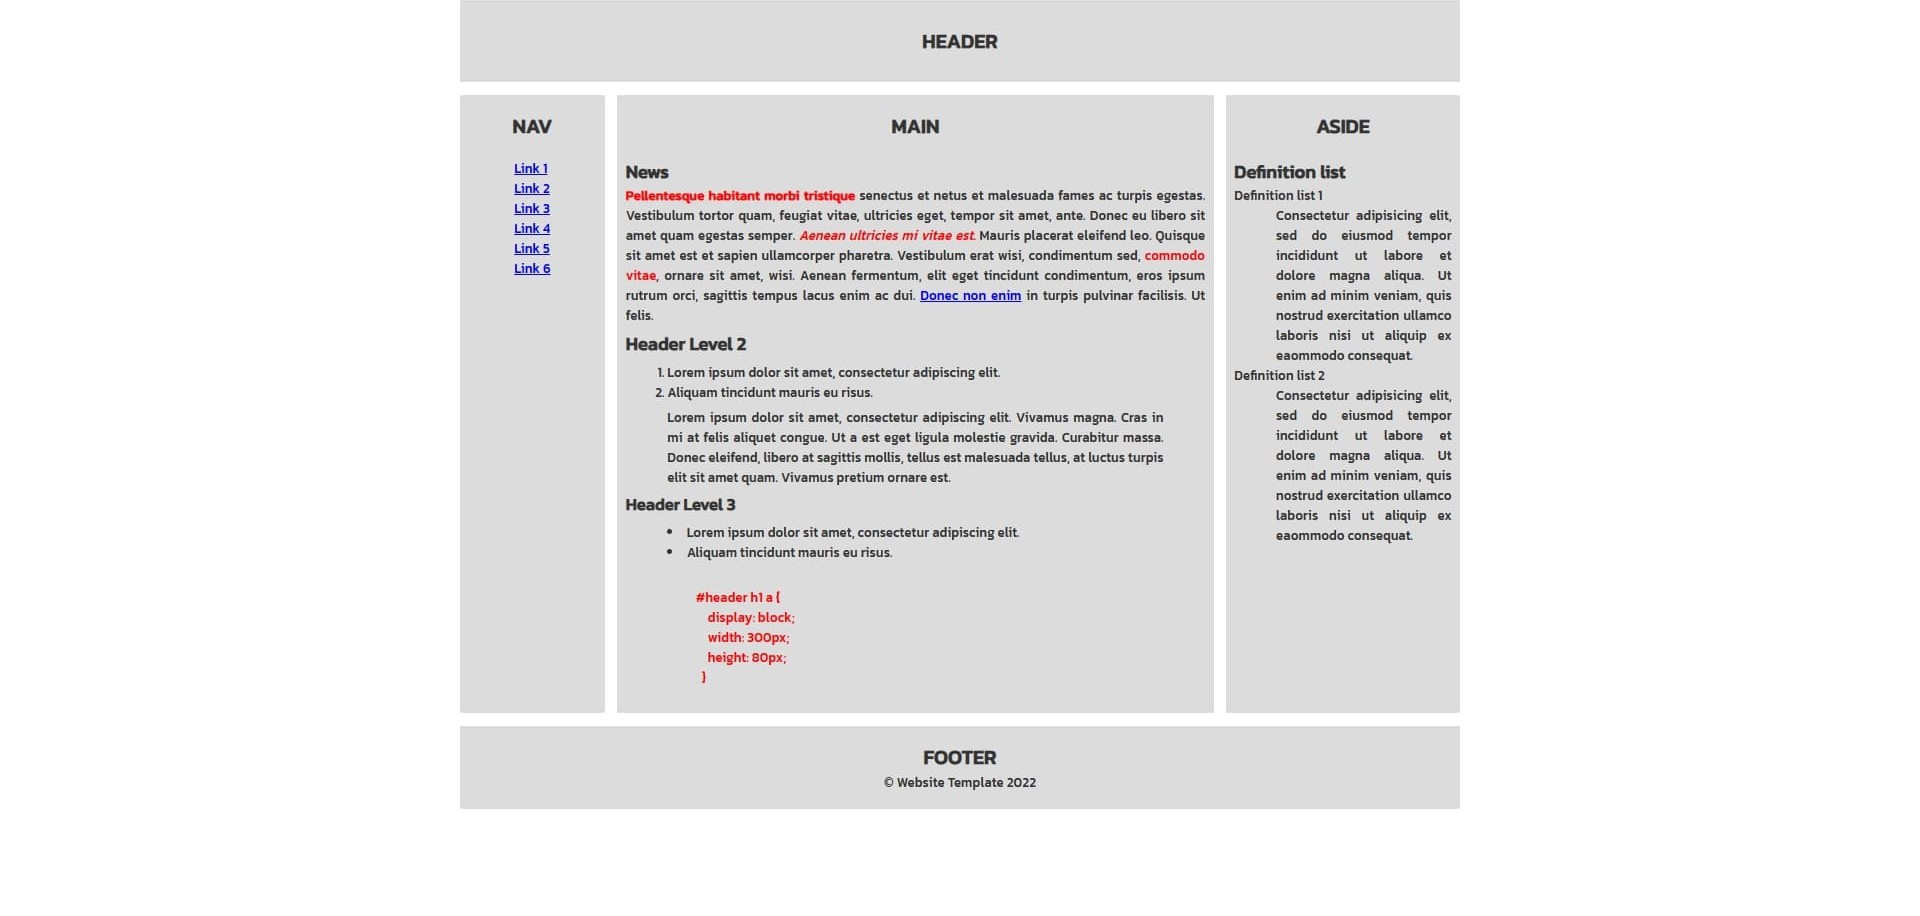 HEADER
NAV
Link 1
Link 2
Link 3
Link 4
Link 5
Link 6
MAIN
News
Pellentesque habitant morbi tristique senectus et netus et malesuada fames ac turpis egestas.
Vestibulum tortor quam, feugiat vitae, ultricies eget, tempor sit amet, ante. Donec eu libero sit
amet quam egestas semper. Aenean ultricies mi vitae est. Mauris placerat eleifend leo. Quisque
sit amet est et sapien ullamcorper pharetra. Vestibulum erat wisi, condimentum sed, commodo
vitae, ornare sit amet, wisi. Aenean fermentum, elit eget tincidunt condimentum, eros ipsum
rutrum orci, sagittis tempus lacus enim ac dui. Donec non enim in turpis pulvinar facilisis. Ut
felis.
Header Level 2
1. Lorem ipsum dolor sit amet, consectetur adipiscing elit.
2. Aliquam tincidunt mauris eu risus.
Lorem ipsum dolor sit amet, consectetur adipiscing elit. Vivamus magna. Cras in
mi at felis aliquet congue. Ut a est eget ligula molestie gravida. Curabitur massa.
Donec eleifend, libero at sagittis mollis, tellus est malesuada tellus, at luctus turpis
elit sit amet quam. Vivamus pretium ornare est.
Header Level 3
• Lorem ipsum dolor sit amet, consectetur adipiscing elit.
• Aliquam tincidunt mauris eu risus.
#header h1 a {
display: block;
width: 300px;
height: 80px;
}
ASIDE
Definition list
Definition list 1
Consectetur adipisicing elit,
sed do eiusmod tempor
incididunt ut labore et
dolore magna aliqua. Ut
enim ad minim veniam, quis
nostrud exercitation ullamco
laboris nisi ut aliquip ex
eaommodo consequat.
Definition list 2
Consectetur adipisicing elit,
sed do eiusmod tempor
incididunt ut labore et
dolore magna aliqua. Ut
enim ad minim veniam, quis
nostrud exercitation ullamco
laboris nisi ut aliquip ex
eaommodo consequat.
FOOTER
© Website Template 2022